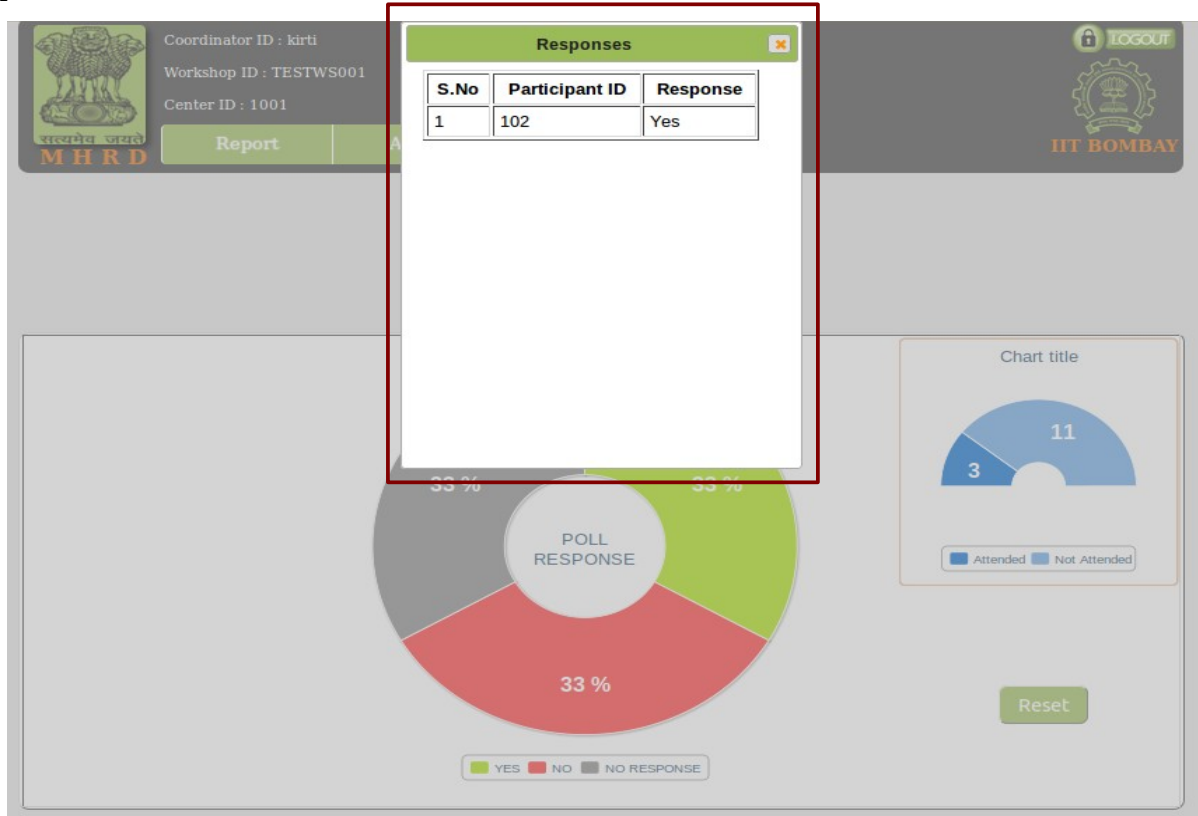 Coordinator ID : kirti
Workshop ID : TESTWS001
Center ID : 1001
सत्यमेव जयते
MHRD
Report
A
Responses
S.No Participant ID Response
1 102 Yes
LOGOUT
IIT BOMBAY
33 %
33 %
POLL
RESPONSE
33 %
YES NO NO RESPONSE
Chart title
11
3
Attended Not Attended
Reset